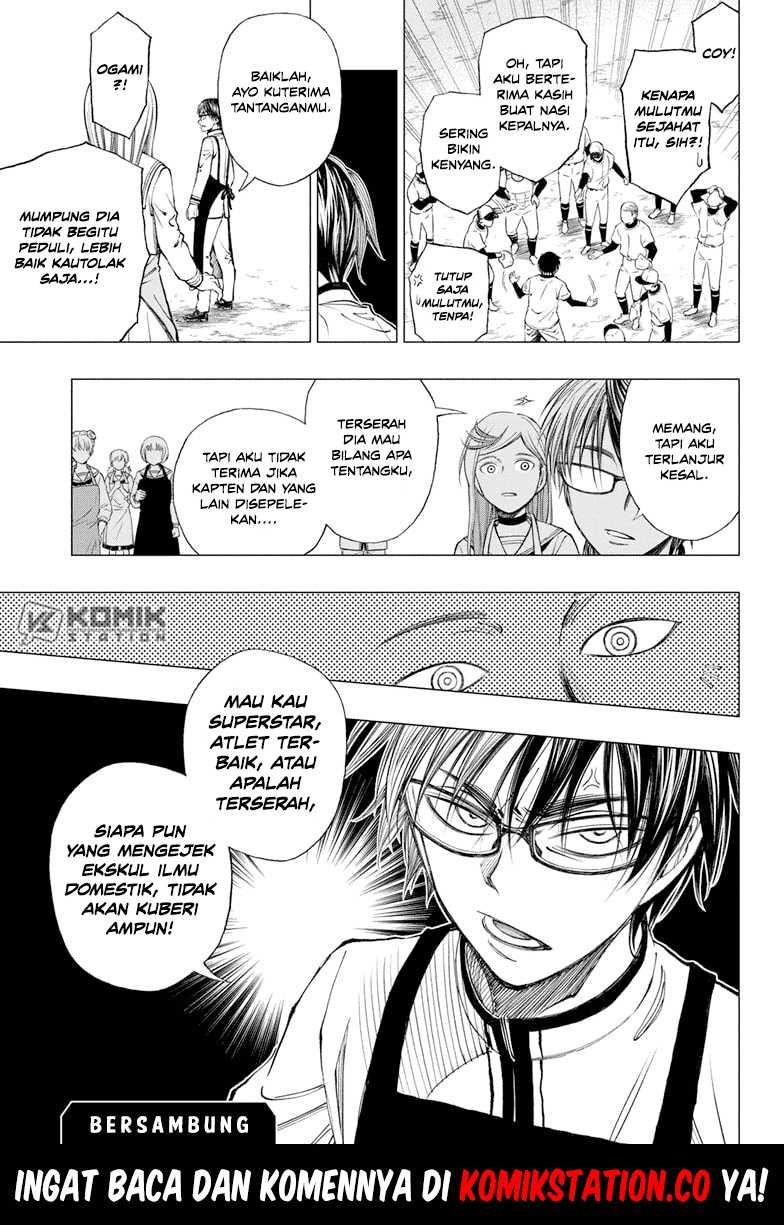 COY!
KENAPA
MULUTMU
SEJAHAT
ITU, SIH?!
OH, TAPI
AKU BERTE-
RIMA KASIH
BUAT NASI
KEPALNYA.
SERING
BIKIN
KENYANG.
TUTUP
SAJA
MULUTMU,
TENPA!
BAIKLAH,
AYO KUTERIMA
TANTANGANMU.
OGAMI
?!
MUMPUNG DIA
TIDAK BEGITU
PEDULI, LEBIH
BAIK KAUTOLAK
SAJA...!
MEMANG,
TAPI AKU
TERLANJUR
KESAL.
TERSERAH
DIA MAU
BILANG APA
TENTANGKU,
TAPI AKU TIDAK
TERIMA JIKA
KAPTEN DAN YANG
LAIN DISEPELE-
KAN....
KOMIK
STATION
MAU KAU
SUPERSTAR,
ATLET TER-
BAIK, ATAU
APALAH
TERSERAH,
SIAPA PUN
YANG MENGEJEK
EKSKUL ILMU
DOMESTIK, TIDAK
AKAN KUBERI
AMPUN!
BERSAMBUNG
INGAT BACA DAN KOMENNYA DI KOMIKSTATION.CO YA!